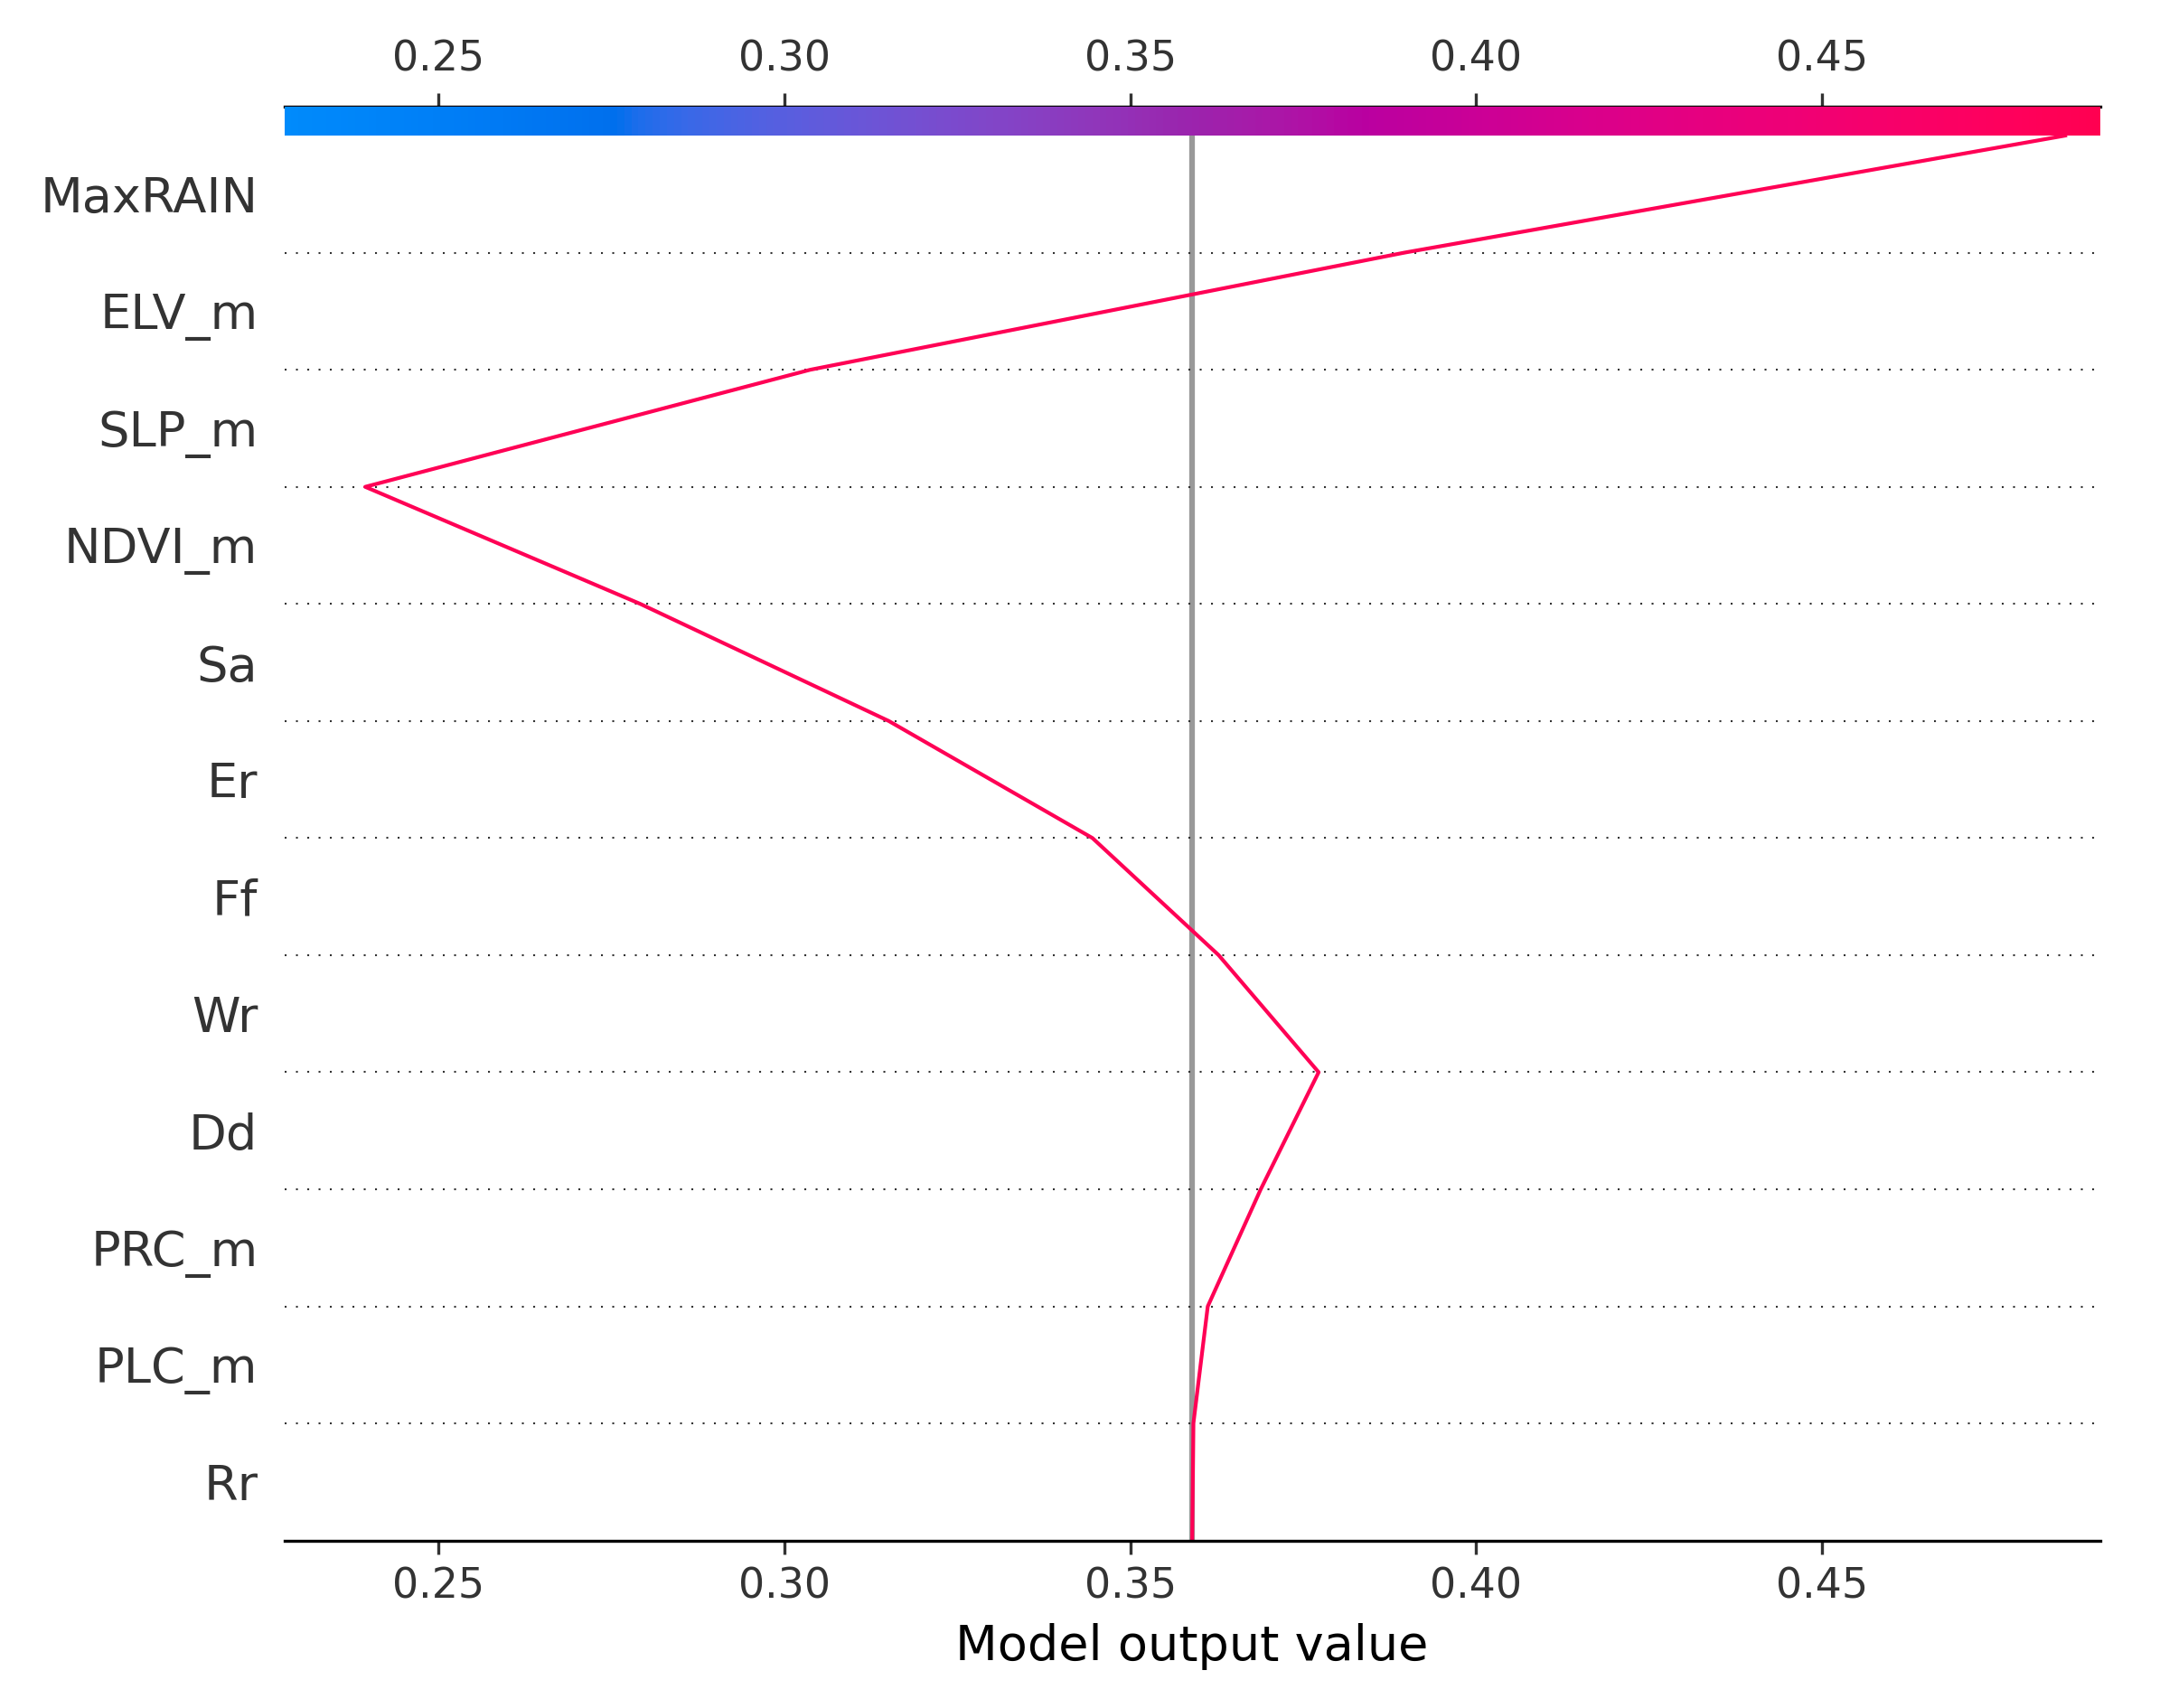 0.25 0.30 0.35 0.40 0.45
MaxRAIN
ELV_m
SLP_m
NDVI_m
Sa
Er
Ff
Wr
Dd
PRC_m
PLC_m
Rr
0.25 0.30 0.35 0.40 0.45
Model output value